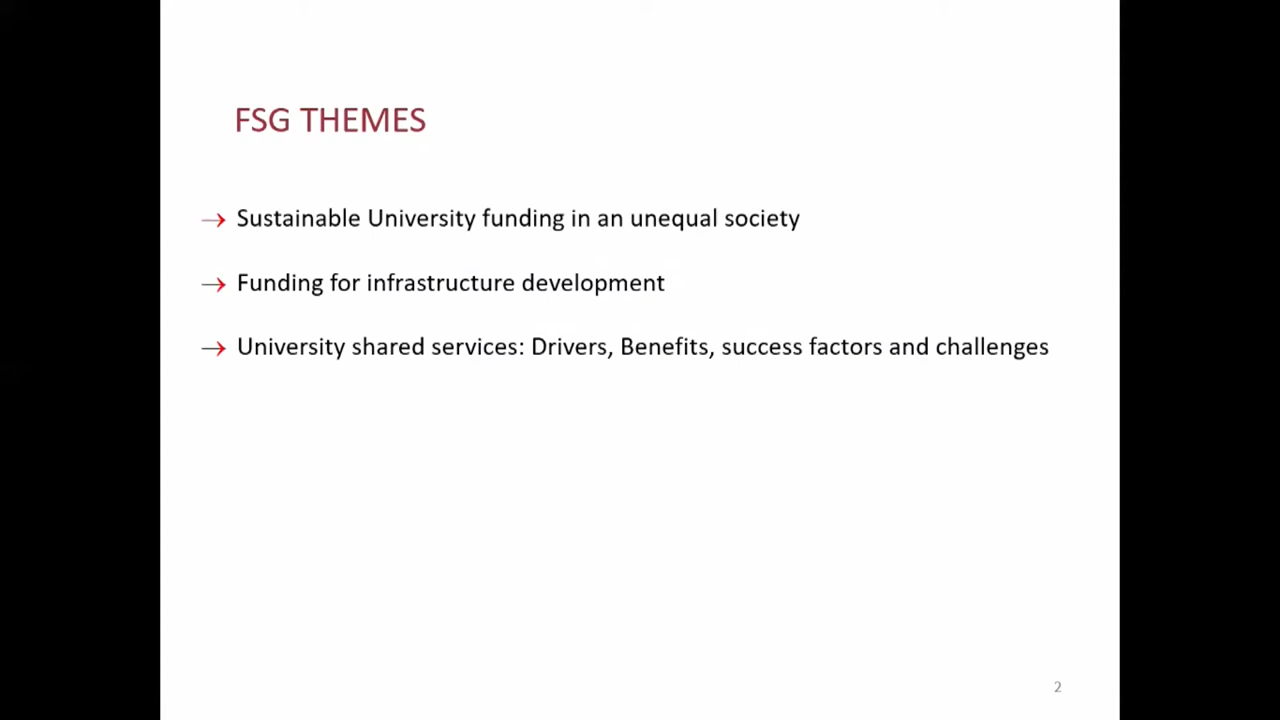 FSG THEMES
→ Sustainable University funding in an unequal society
→ Funding for infrastructure development
→ University shared services: Drivers, Benefits, success factors and challenges
2